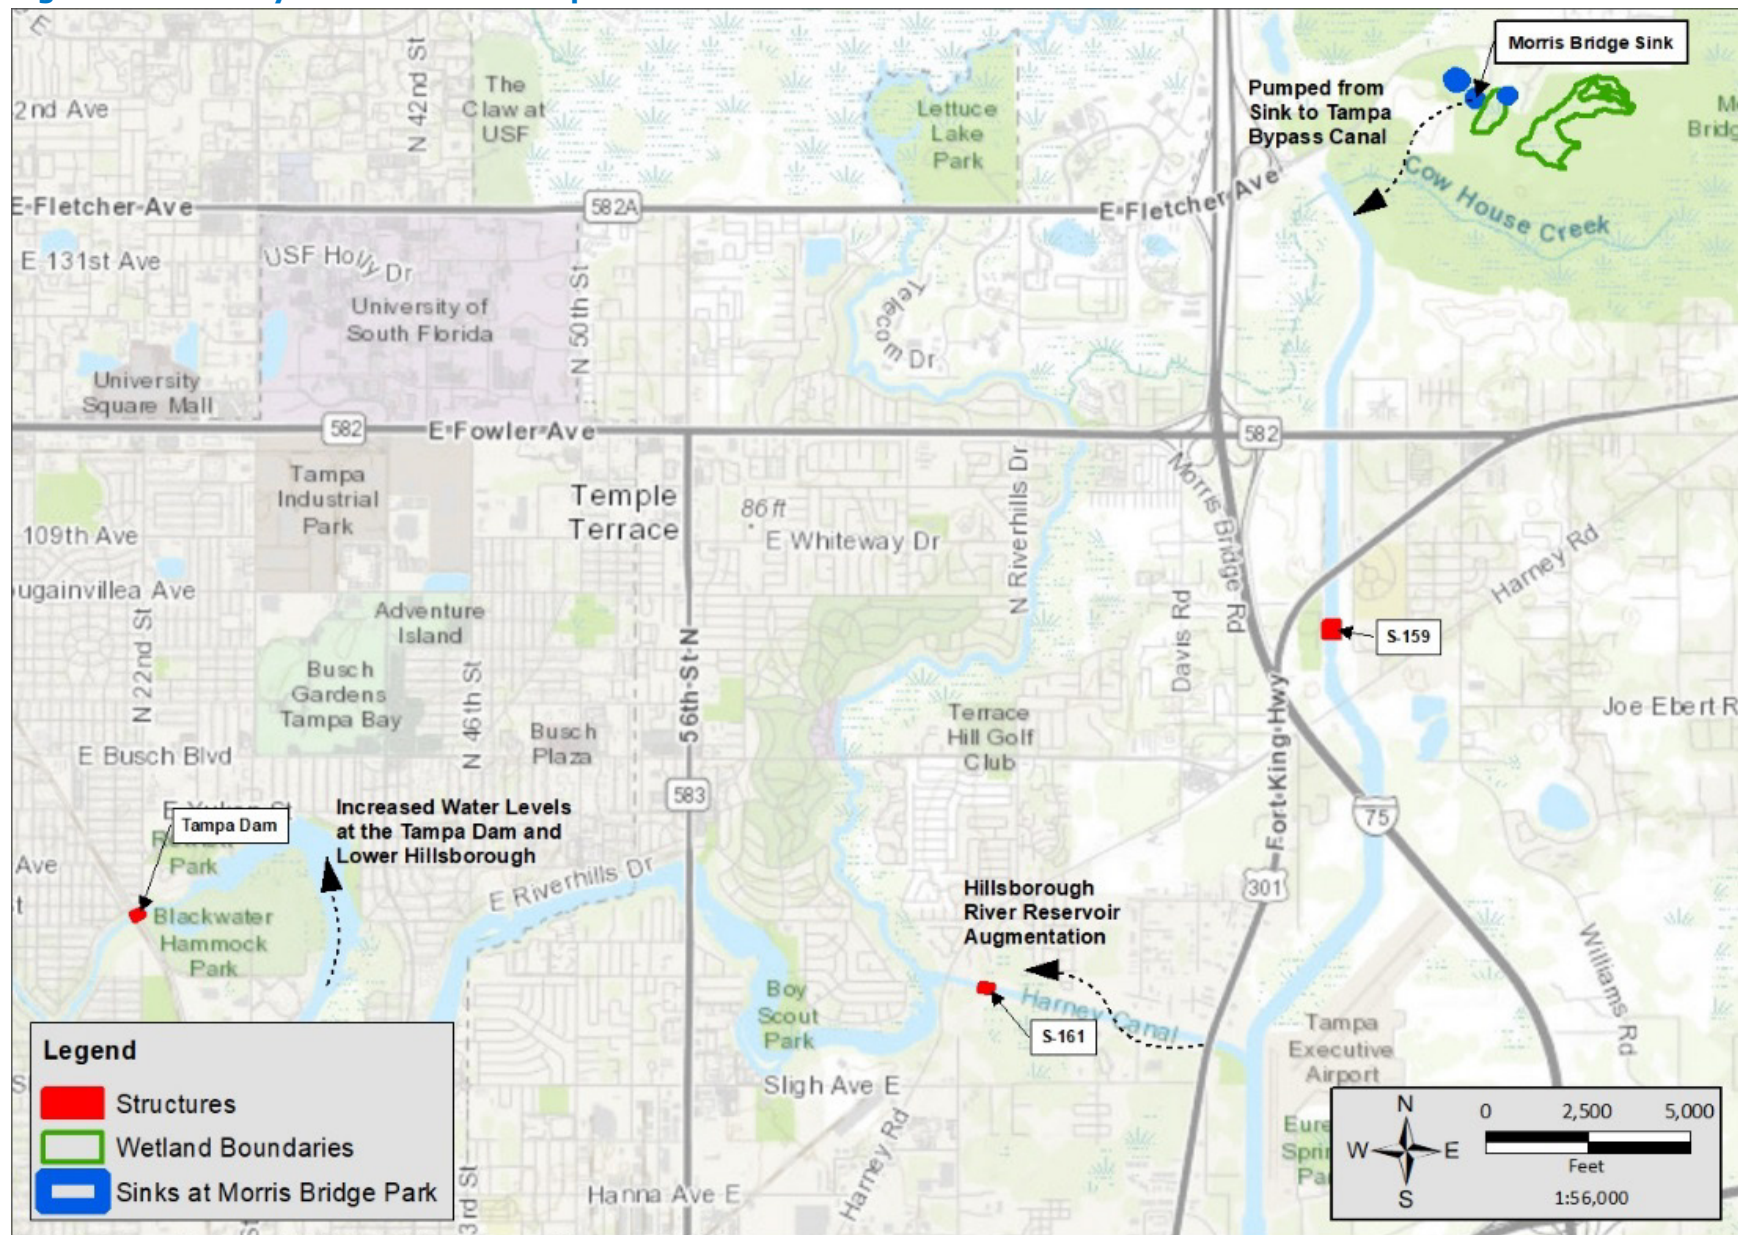 Morris Bridge Sink
Pumped from
Sink to Tampa
Bypass Canal
The
Claw at
USF
N 42nd St
2nd Ave
Lettuce
Lake
Park
Cow House Creek
E Fletcher Ave
582A
E Fletcher Ave
E 131st Ave
USF Holly Dr
University of
South Florida
N 50th St
Telecom Dr
University
Square Mall
582
E Fowler Ave
582
Tampa
Industrial
Park
Temple
Terrace
86 ft
E Whiteway Dr
N Riverhills Dr
Morris Bridge Rd
Harney Rd
109th Ave
ugainvillea Ave
Adventure
Island
N 22nd St
Busch
Gardens
Tampa Bay
N 46th St
56th St N
Davis Rd
S-159
Busch
Plaza
Terrace
Hill Golf
Club
Fort King Hwy
Joe Ebert R
E Busch Blvd
583
75
E Yukon St
Tampa Dam
Park
Increased Water Levels
at the Tampa Dam and
Lower Hillsborough
Ave
E Riverhills Dr
Hillsborough
River Reservoir
Augmentation
301
Blackwater
Hammock
Park
Williams Rd
Boy
Scout
Park
Harney Canal
S-161
Tampa
Executive
Airport
Sligh Ave E
Harney Rd
Hanna Ave E
3rd St
Legend
Structures
Wetland Boundaries
Sinks at Morris Bridge Park
N
W
E
S
0 2,500 5,000
Feet
1:56,000